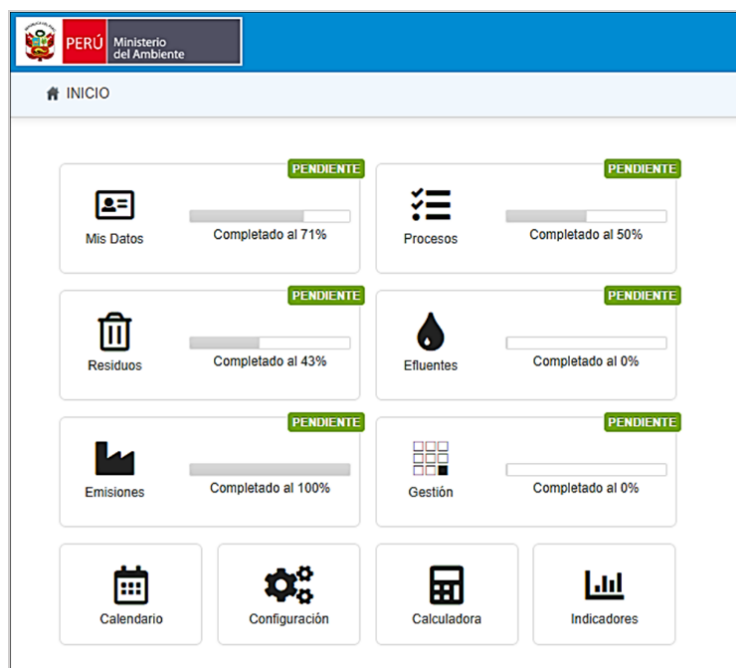 PERÚ
Ministerio
del Ambiente
INICIO
PENDIENTE
Mis Datos
Completado al 71%
PENDIENTE
Procesos
Completado al 50%
PENDIENTE
Residuos
Completado al 43%
PENDIENTE
Efluentes
Completado al 0%
PENDIENTE
Emisiones
Completado al 100%
PENDIENTE
Gestión
Completado al 0%
Calendario
Configuración
Calculadora
Indicadores